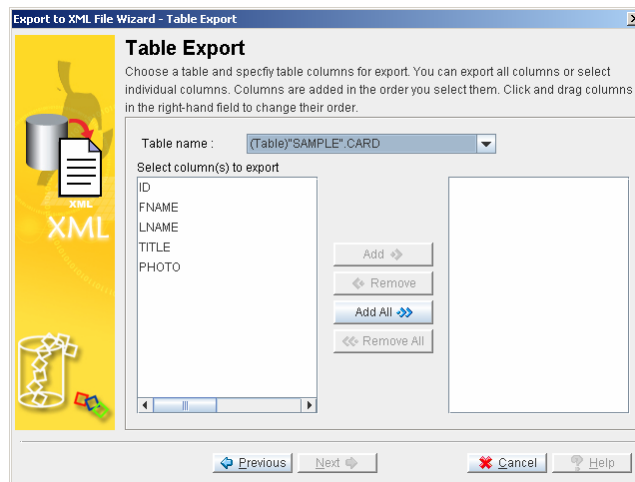 Export to XML File Wizard - Table Export
Table Export
Choose a table and specfiy table columns for export. You can export all columns or select
individual columns. Columns are added in the order you select them. Click and drag columns
in the right-hand field to change their order.
Table name :
(Table)"SAMPLE".CARD
Select column(s) to export
ID
FNAME
LNAME
TITLE
PHOTO
Add
Remove
Add All
Remove All
XML
XML
Previous
Next
Cancel
Help